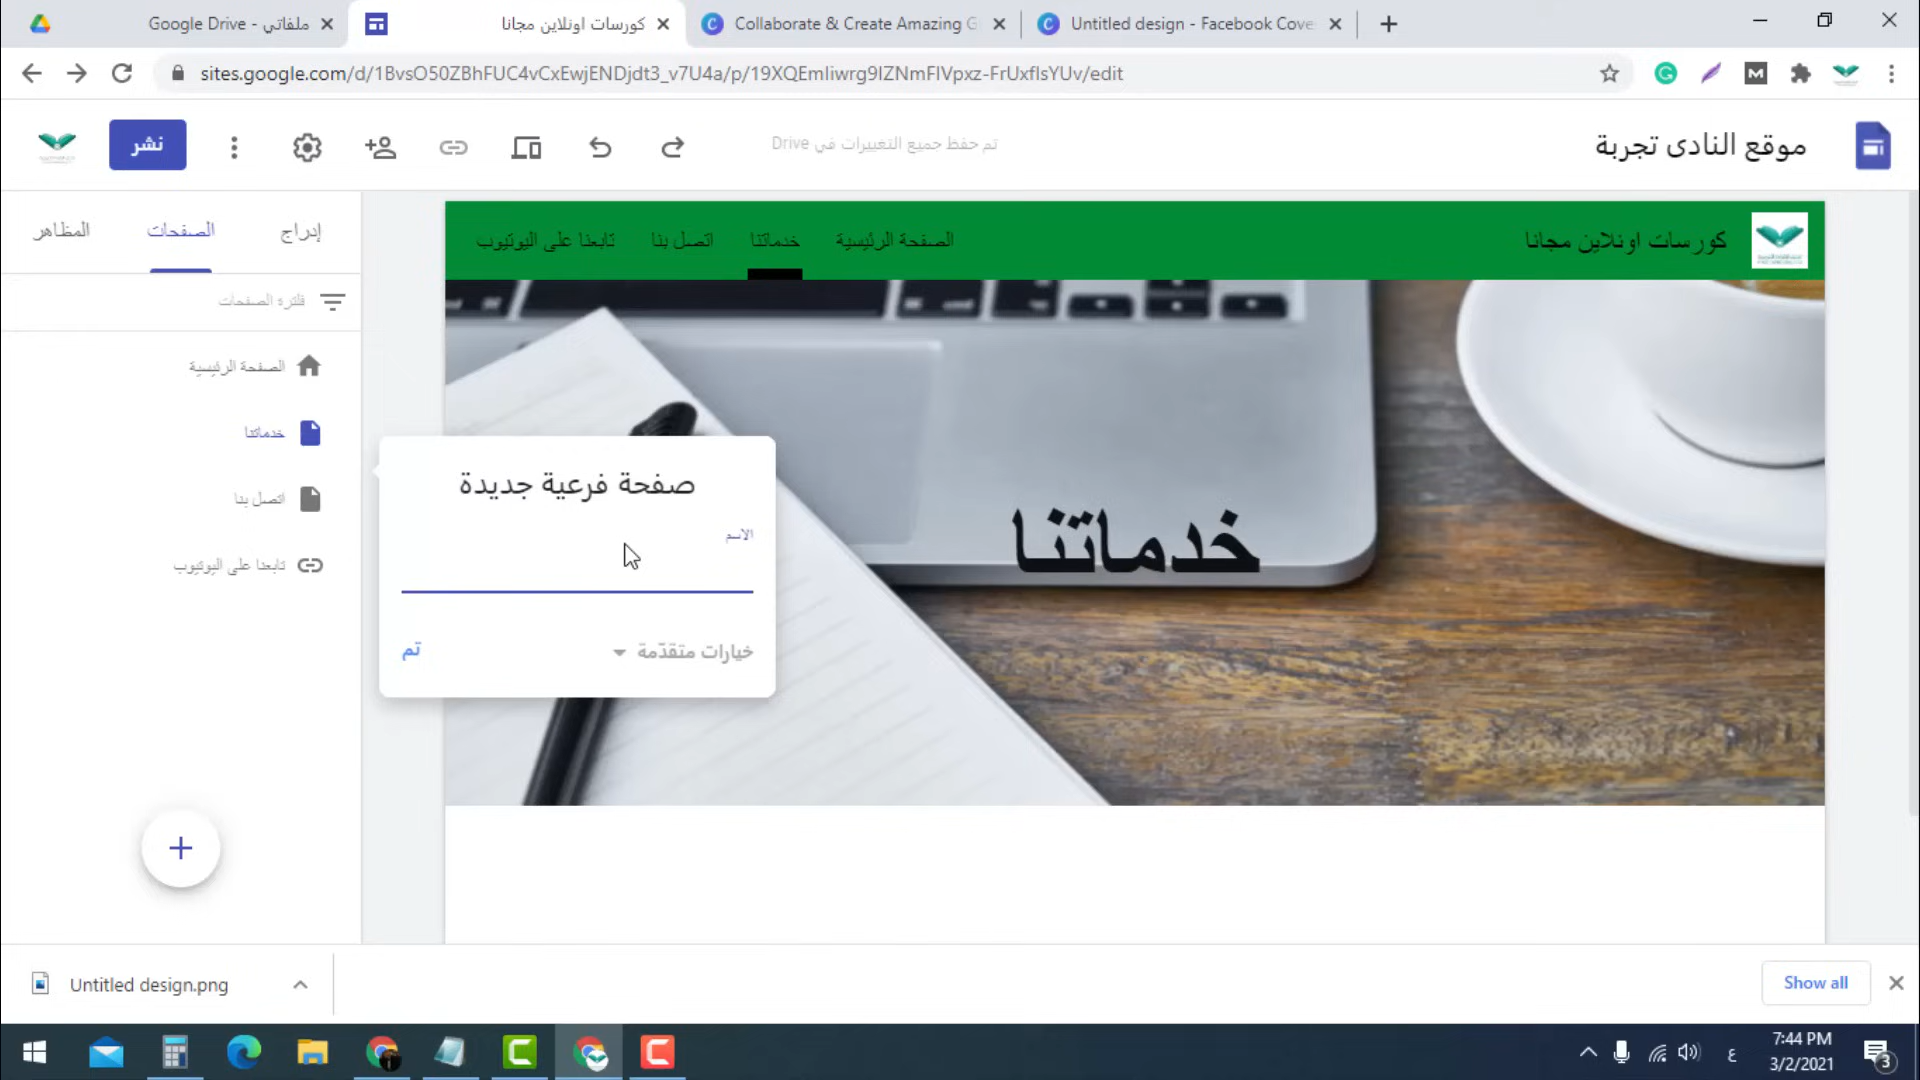 ملفاتي - Google Drive
كورسات اونلاين مجانا
Collaborate & Create Amazing G
Untitled design - Facebook Cove
sites.google.com/d/1BvsO50ZBhFUC4vCxEwjENDjdt3_v7U4a/p/19XQEmliwrg9IZNmFlVpxz-FrUxflsYUv/edit
موقع النادى تجربة
تم حفظ جميع التغييرات في Drive
نشر
إدراج
الصفحات
المظاهر
فلترة الصفحات
الصفحة الرئيسية
خدماتنا
اتصل بنا
تابعنا على اليوتيوب
كورسات اونلاين مجانا
الصفحة الرئيسية
خدماتنا
اتصل بنا
تابعنا على اليوتيوب
خدماتنا
صفحة فرعية جديدة
الاسم
خيارات متقدّمة
تم
Untitled design.png
Show all
ع
7:44 PM
3/2/2021
3